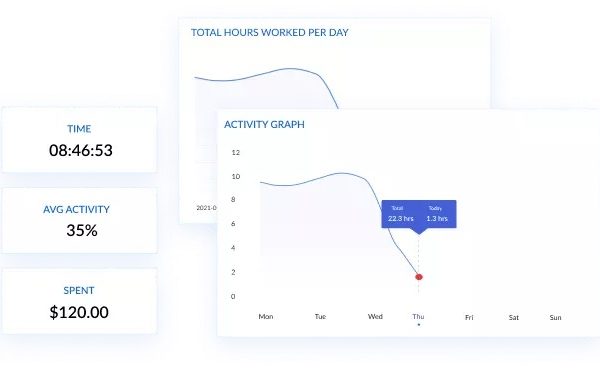 TOTAL HOURS WORKED PER DAY
TIME
08:46:53
AVG ACTIVITY
35%
SPENT
$120.00
2021-0
ACTIVITY GRAPH
12
10
8
6
4
2
0
Total Today
22.3 hrs 1.3 hrs
Mon Tue Wed Thu Fri Sat Sun